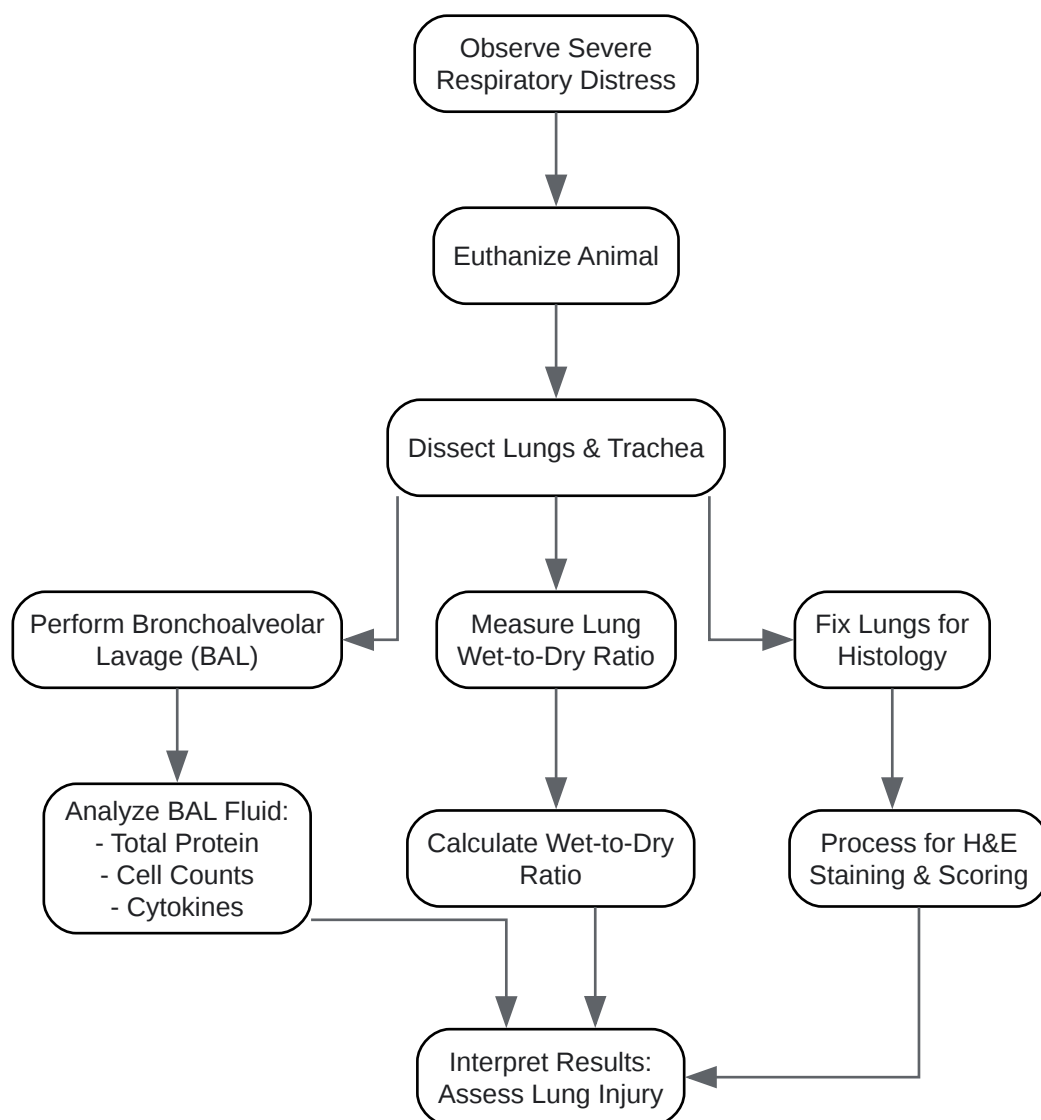 Observe Severe
Respiratory Distress
Euthanize Animal
Dissect Lungs & Trachea
Perform Bronchoalveolar
Lavage (BAL)
Measure Lung
Wet-to-Dry Ratio
Fix Lungs for
Histology
Analyze BAL Fluid:
- Total Protein
- Cell Counts
- Cytokines
Calculate Wet-to-Dry
Ratio
Process for H&E
Staining & Scoring
Interpret Results:
Assess Lung Injury